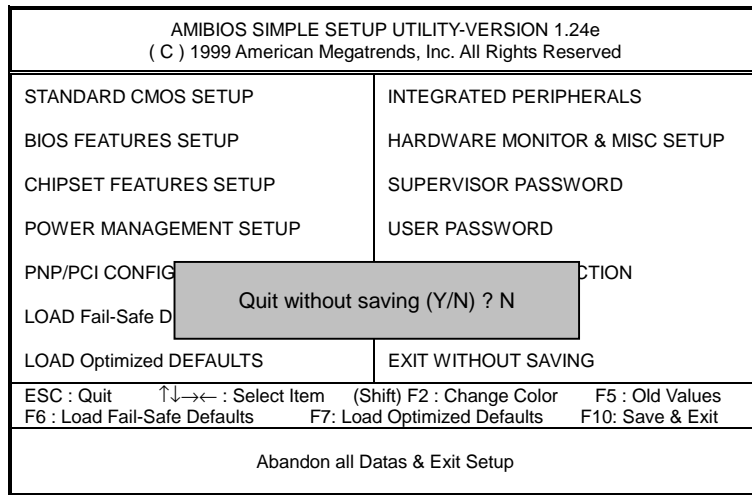 AMIBIOS SIMPLE SETUP UTILITY-VERSION 1.24e
( C ) 1999 American Megatrends, Inc. All Rights Reserved
STANDARD CMOS SETUP
INTEGRATED PERIPHERALS
BIOS FEATURES SETUP
HARDWARE MONITOR & MISC SETUP
CHIPSET FEATURES SETUP
SUPERVISOR PASSWORD
POWER MANAGEMENT SETUP
USER PASSWORD
PNP/PCI CONFIG
CTION
Quit without saving (Y/N) ? N
LOAD Fail-Safe D
LOAD Optimized DEFAULTS
EXIT WITHOUT SAVING
ESC : Quit ↑↓→← : Select Item (Shift) F2 : Change Color F5 : Old Values
F6 : Load Fail-Safe Defaults F7: Load Optimized Defaults F10: Save & Exit
Abandon all Datas & Exit Setup